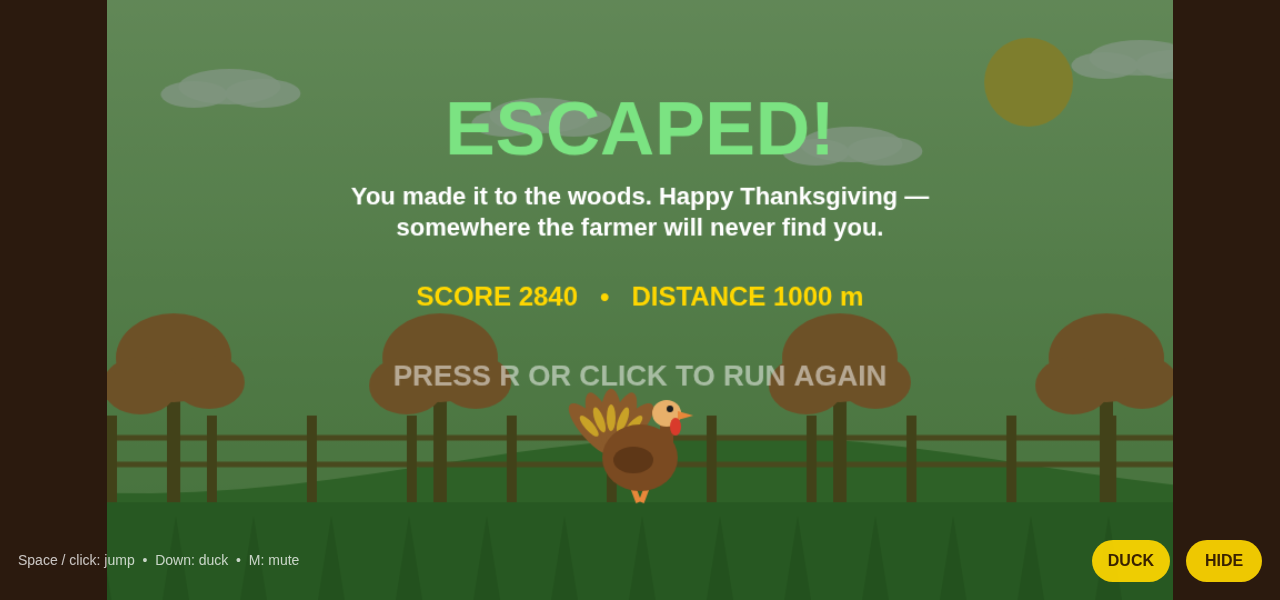 ESCAPED!
You made it to the woods. Happy Thanksgiving —
somewhere the farmer will never find you.
SCORE 2840 • DISTANCE 1000 m
PRESS R OR CLICK TO RUN AGAIN
Space / click: jump • Down: duck • M: mute
DUCK
HIDE